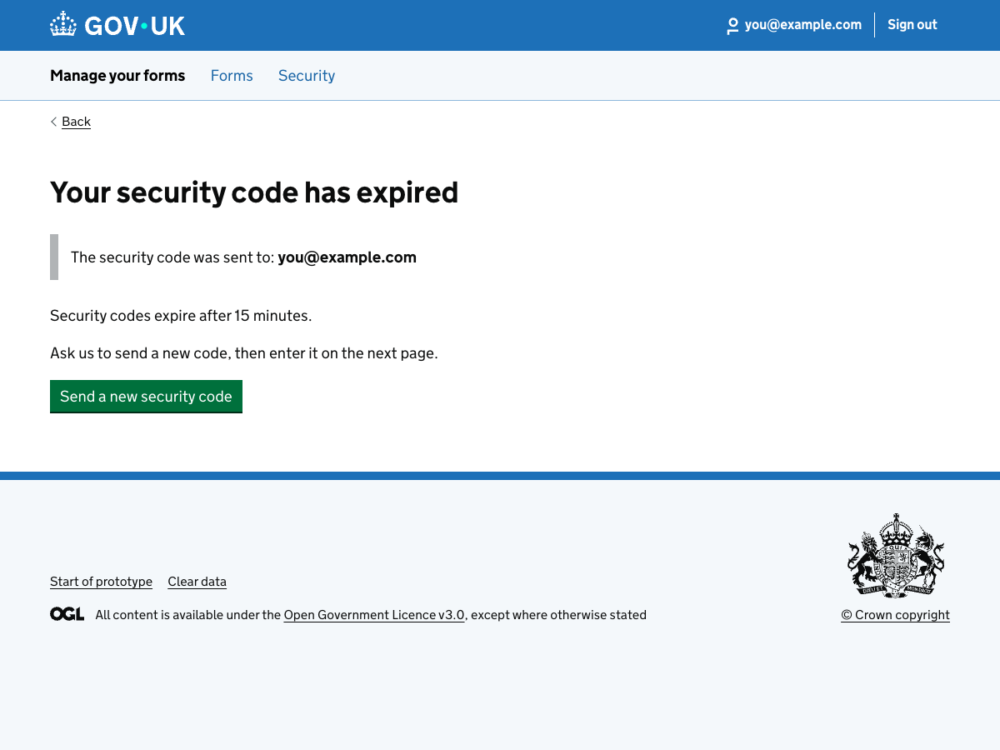 GOV·UK
you@example.com
Sign out
Manage your forms
Forms
Security
Back
Your security code has expired
The security code was sent to: you@example.com
Security codes expire after 15 minutes.
Ask us to send a new code, then enter it on the next page.
Send a new security code
Start of prototype
Clear data
OGL All content is available under the Open Government Licence v3.0, except where otherwise stated
© Crown copyright